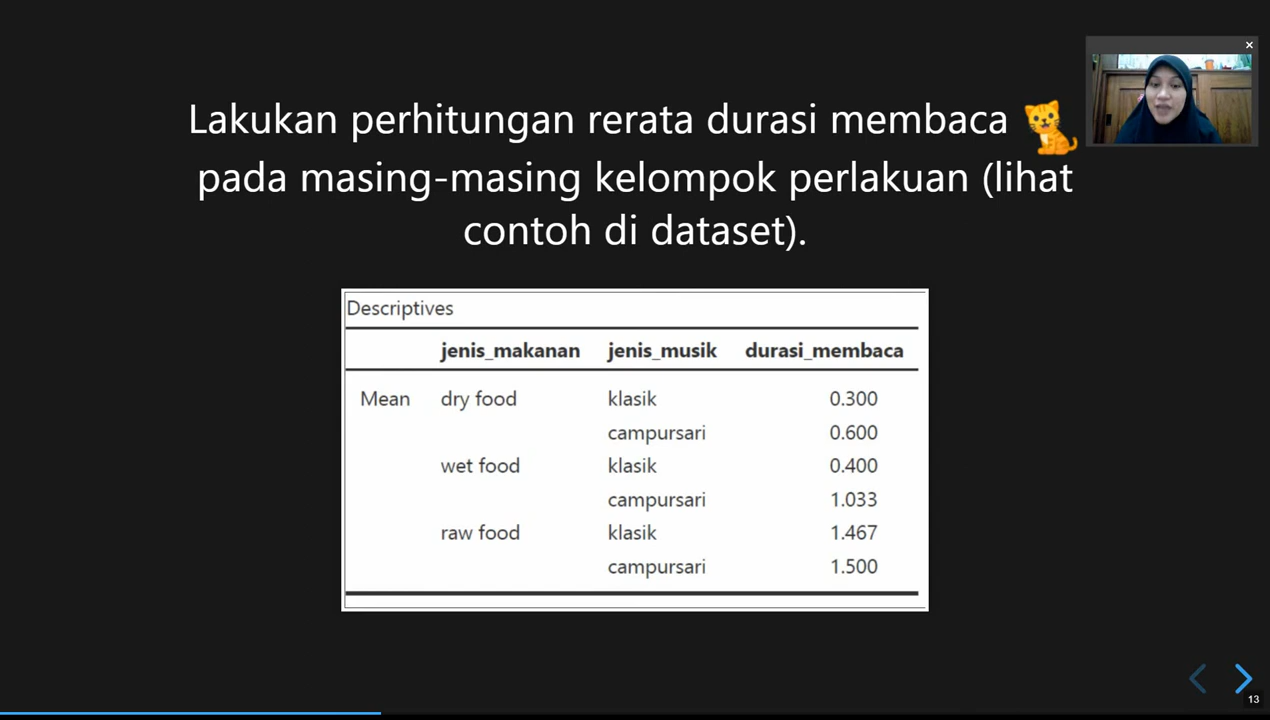 Lakukan perhitungan rerata durasi membaca 🐈
pada masing-masing kelompok perlakuan (lihat
contoh di dataset).
Descriptives
jenis_makanan jenis_musik durasi_membaca
Mean dry food klasik 0.300
campursari 0.600
wet food klasik 0.400
campursari 1.033
raw food klasik 1.467
campursari 1.500
13